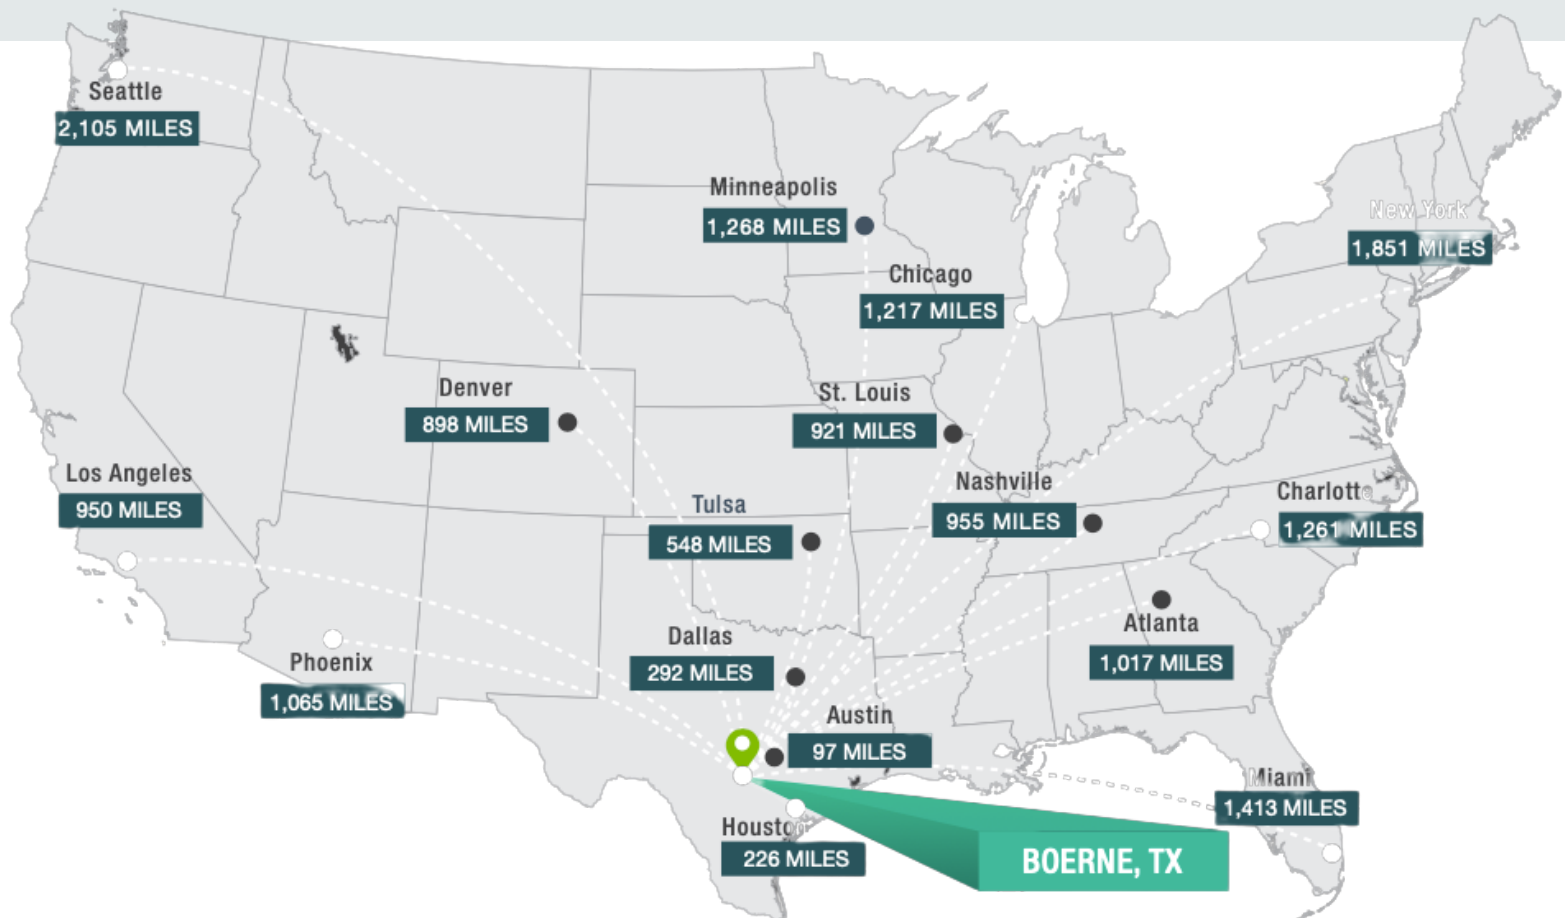 Seattle
2,105 MILES
Minneapolis
1,268 MILES
New York
1,851 MILES
Chicago
1,217 MILES
Denver
898 MILES
St. Louis
921 MILES
Los Angeles
950 MILES
Nashville
955 MILES
Charlotte
1,261 MILES
Tulsa
548 MILES
Atlanta
1,017 MILES
Dallas
292 MILES
Phoenix
1,065 MILES
Austin
97 MILES
Miami
1,413 MILES
Houston
226 MILES
BOERNE, TX